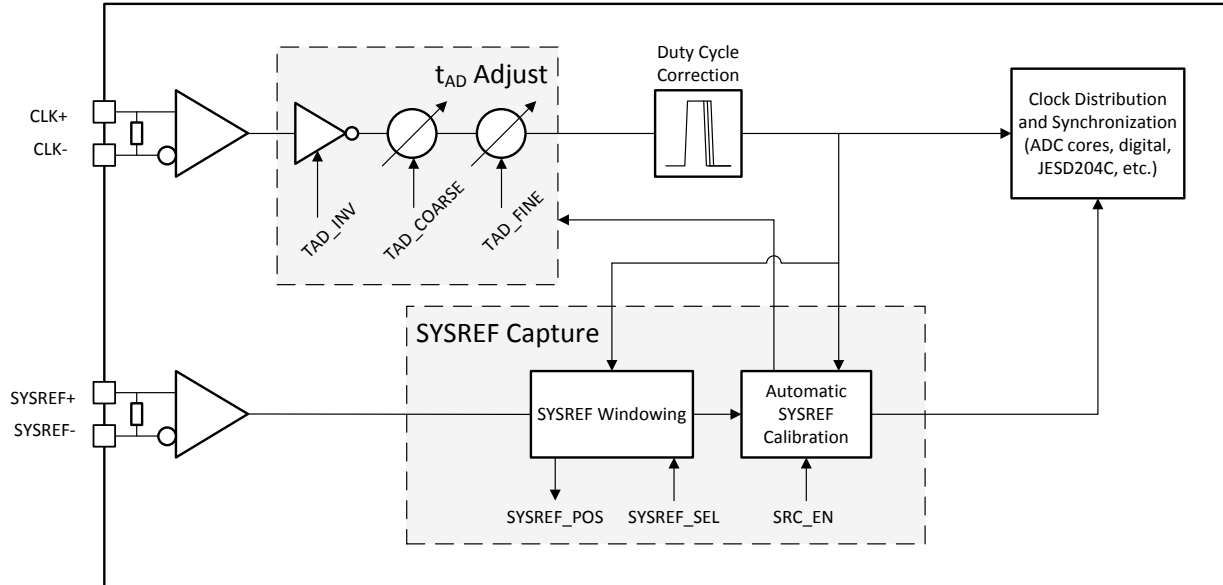 t_AD Adjust
Duty Cycle
Correction
CLK+
CLK-
TAD_INV
TAD_COARSE
TAD_FINE
Clock Distribution
and Synchronization
(ADC cores, digital,
JESD204C, etc.)
SYSREF Capture
SYSREF+
SYSREF-
SYSREF Windowing
Automatic
SYSREF
Calibration
SYSREF_POS
SYSREF_SEL
SRC_EN